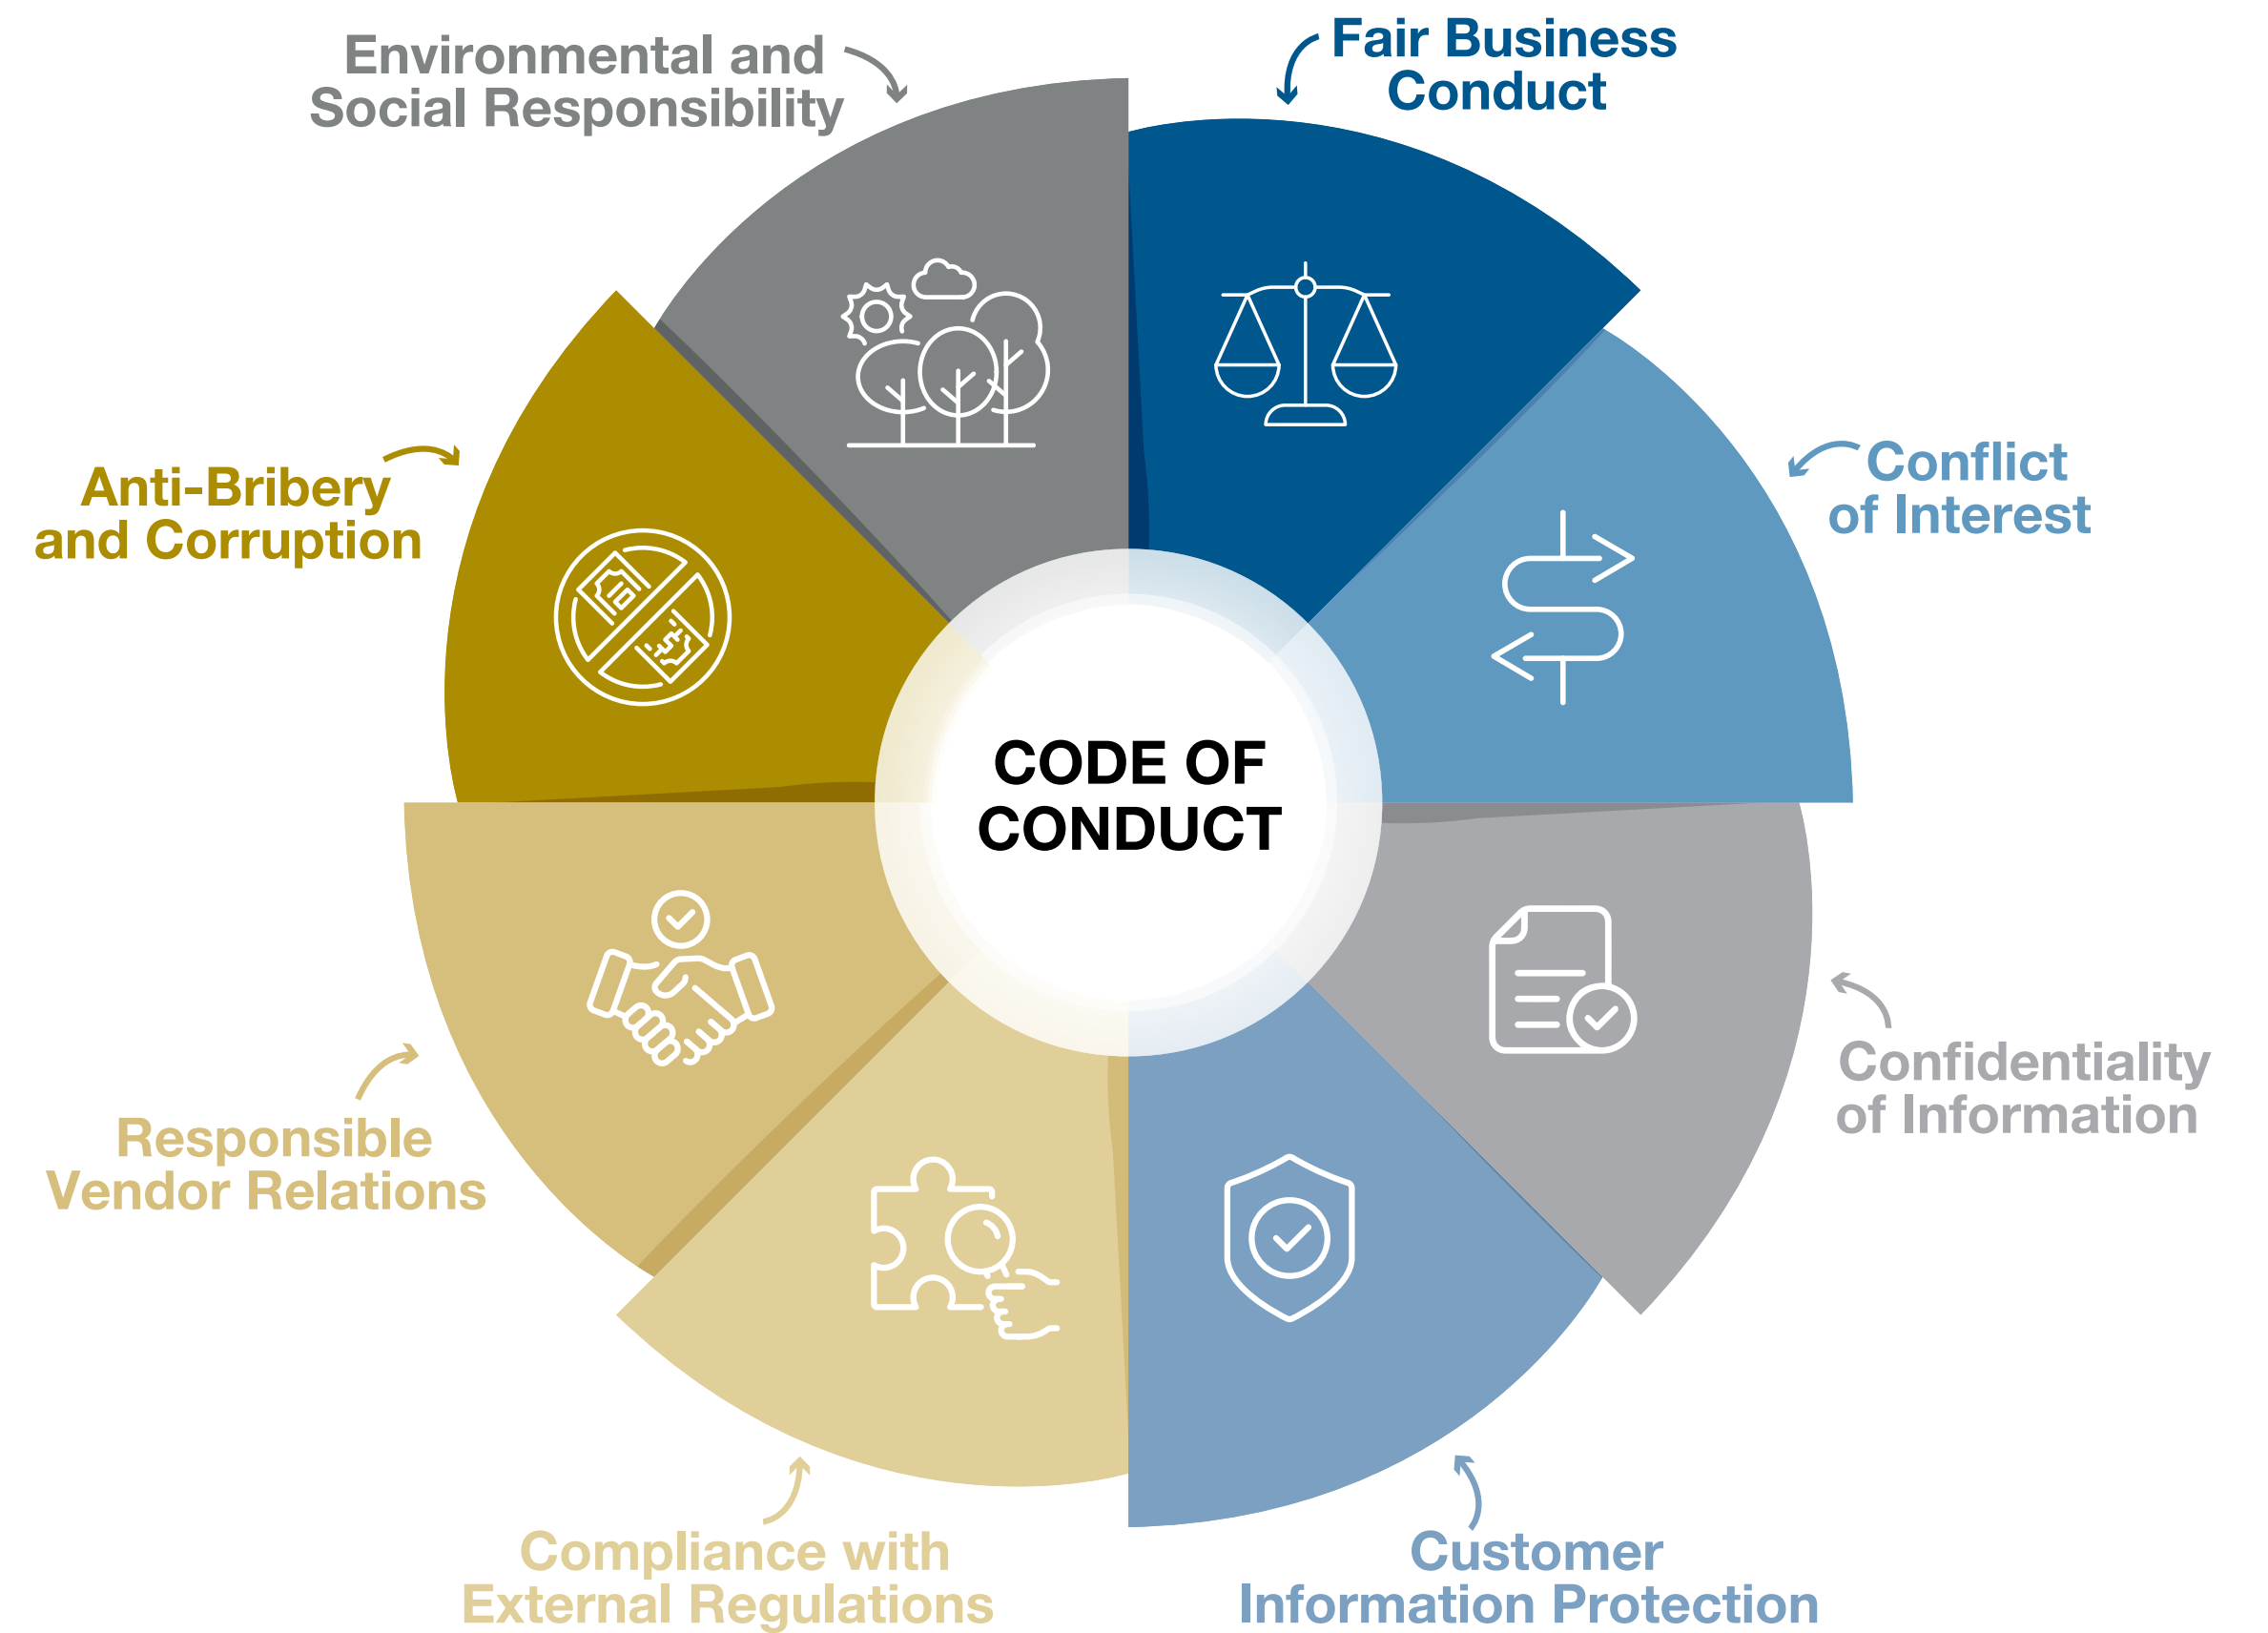 Environmental and
Social Responsibility
Fair Business
Conduct
Conflict
of Interest
Anti-Bribery
and Corruption
CODE OF
CONDUCT
Confidentiality
of Information
Responsible
Vendor Relations
Compliance with
External Regulations
Customer
Information Protection